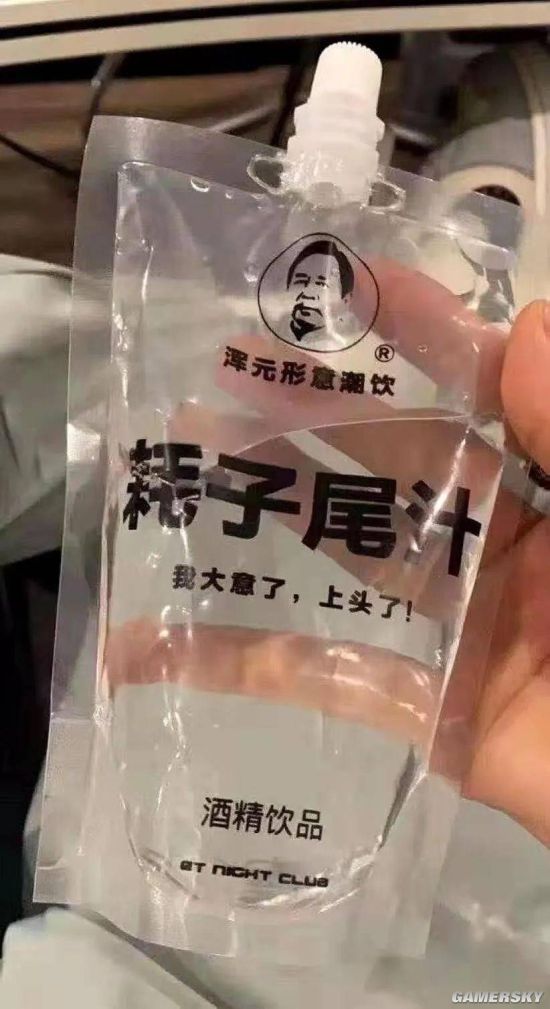 ®
浑元形意潮饮
耗子尾汁
我大意了，上头了！
酒精饮品
GT NIGHT CLUB
GAMERSKY